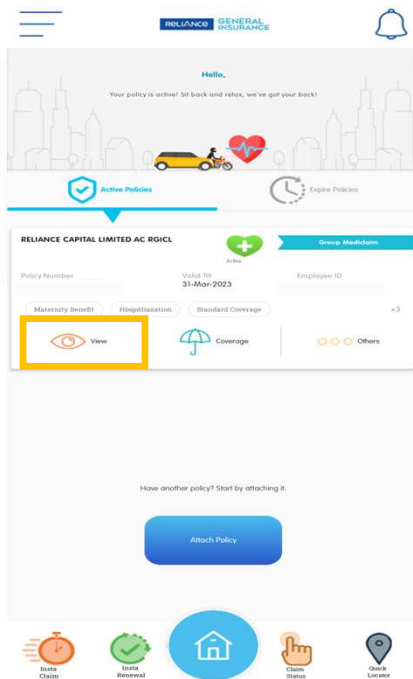 RELIANCE GENERAL
INSURANCE
Hello,
Your policy is active! Sit back and relax, we've got your back!
Active Policies
Expire Policies
RELIANCE CAPITAL LIMITED AC RGICL
Group Mediclaim
Active
Policy Number
Valid Till
Employee ID
31-Mar-2023
Maternity Benefit
Hospitliazation
Standard Coverage
+3
View
Coverage
Others
Have another policy? Start by attaching it.
Attach Policy
Insta
Claim
Insta
Renewal
Claim
Status
Quick
Locator